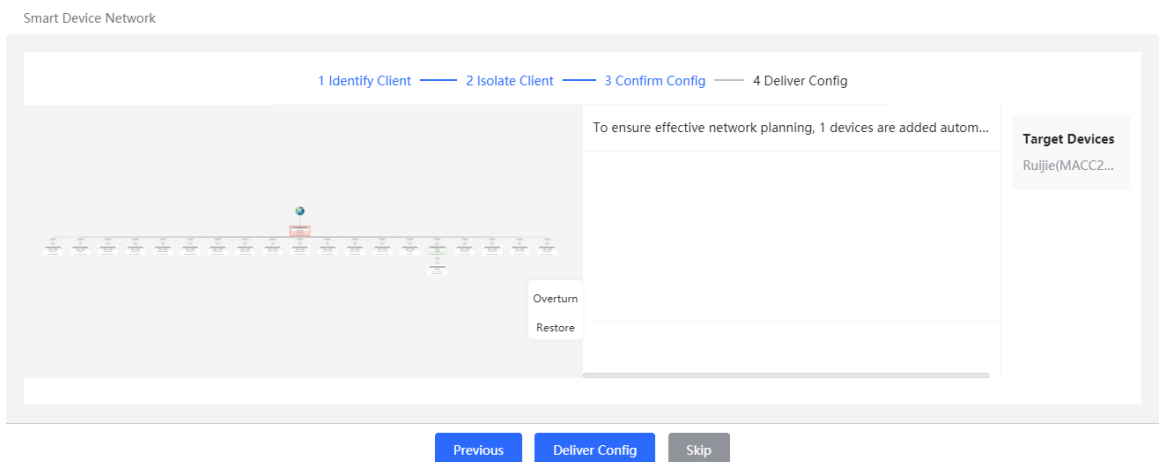 Smart Device Network
1 Identify Client 2 Isolate Client 3 Confirm Config 4 Deliver Config
To ensure effective network planning, 1 devices are added autom...
Target Devices
Ruijie(MACC2...
Overturn
Restore
Previous Deliver Config Skip